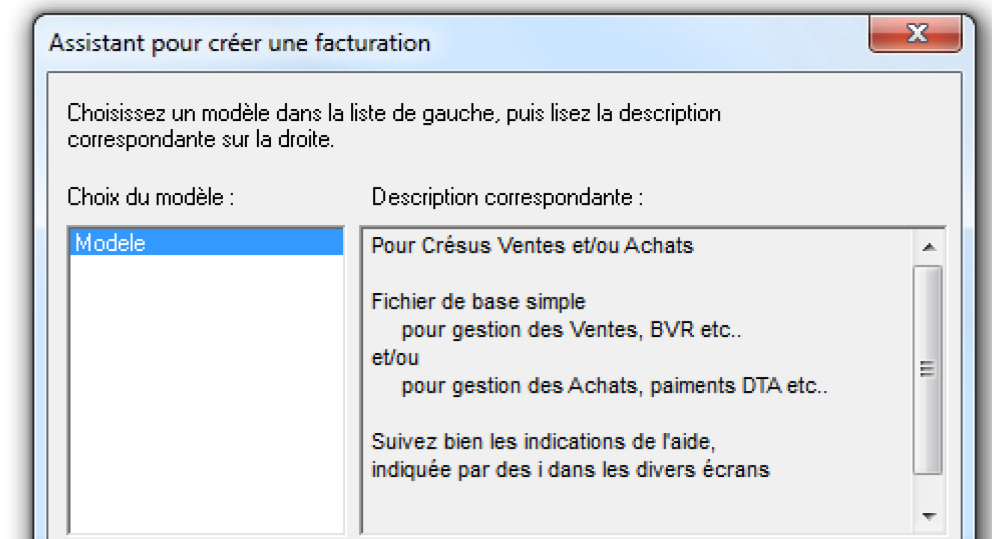 Assistant pour créer une facturation
Choisissez un modèle dans la liste de gauche, puis lisez la description
correspondante sur la droite.
Choix du modèle :
Description correspondante :
Modele
Pour Crésus Ventes et/ou Achats
Fichier de base simple
pour gestion des Ventes, BVR etc..
et/ou
pour gestion des Achats, paiments DTA etc..
Suivez bien les indications de l'aide,
indiquée par des i dans les divers écrans